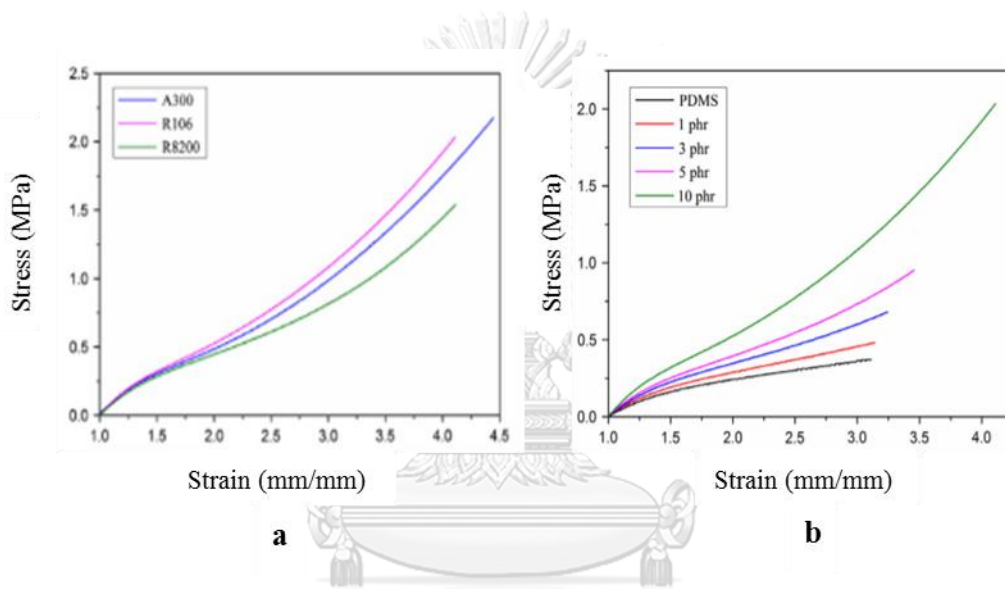 2.5
2.0
1.5
1.0
0.5
0.0
A300
R106
R8200
Stress (MPa)
1.0 1.5 2.0 2.5 3.0 3.5 4.0 4.5
Strain (mm/mm)
a
2.0
1.5
1.0
0.5
0.0
PDMS
1 phr
3 phr
5 phr
10 phr
Stress (MPa)
1.0 1.5 2.0 2.5 3.0 3.5 4.0
Strain (mm/mm)
b